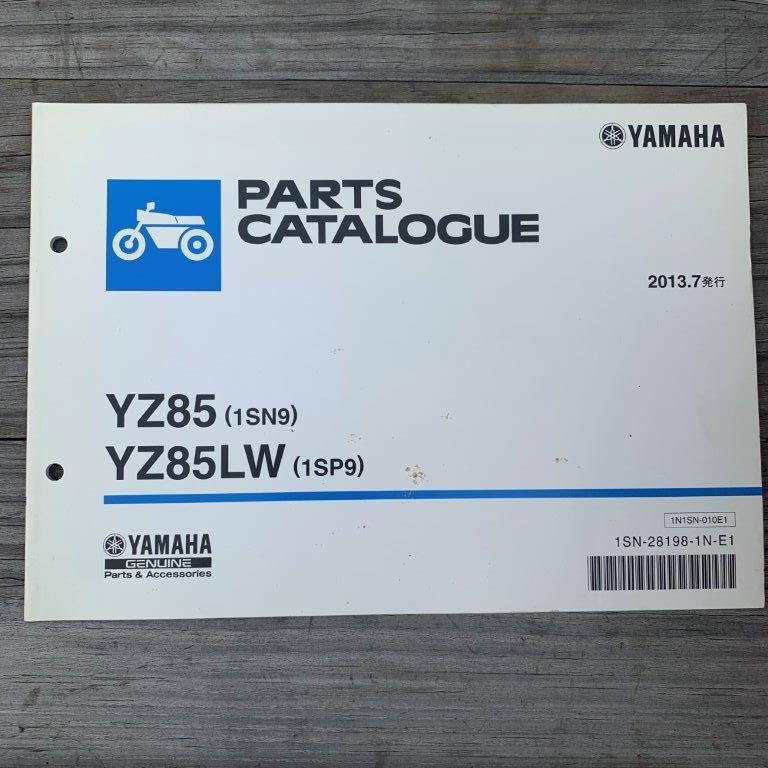 YAMAHA
PARTS
CATALOGUE
2013.7発行
YZ85 (1SN9)
YZ85LW (1SP9)
1N1SN-010E1
1SN-28198-1N-E1
YAMAHA
GENUINE
Parts & Accessories